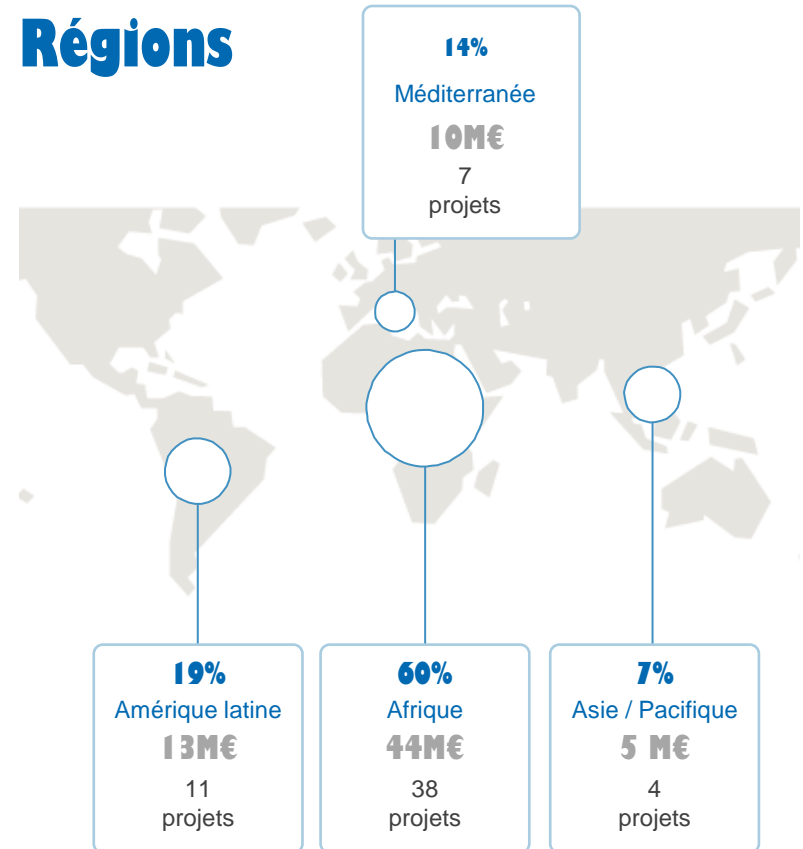 Régions
14%
Méditerranée
10M€
7
projets
19%
Amérique latine
13M€
11
projets
60%
Afrique
44M€
38
projets
7%
Asie / Pacifique
5 M€
4
projets